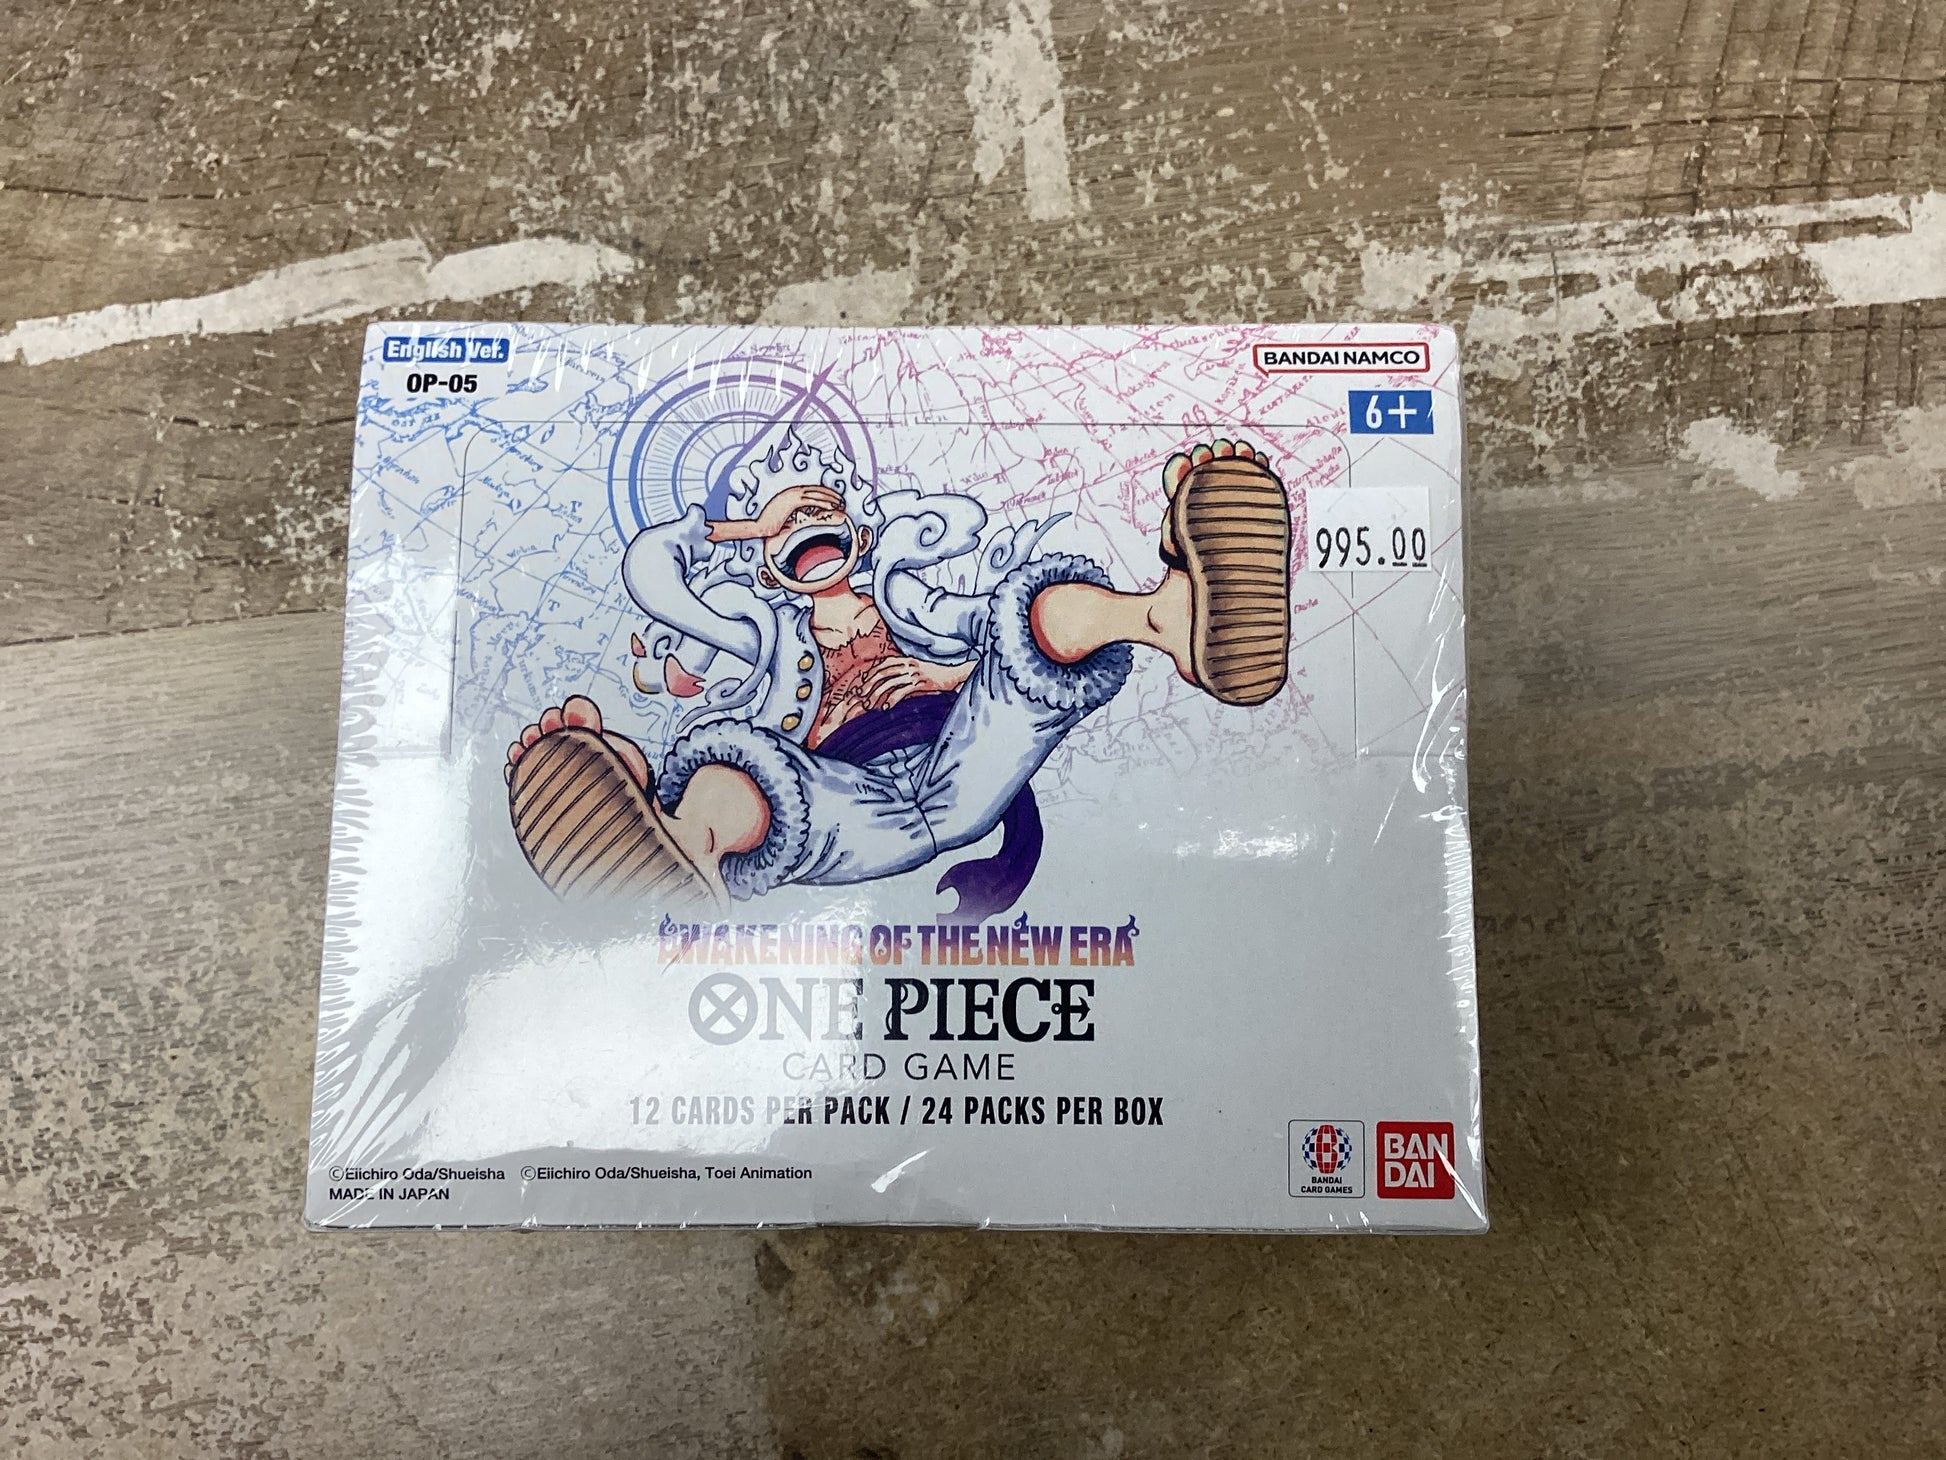 English Ver.
OP-05
BANDAI NAMCO
6+
995.00
AWAKENING OF THE NEW ERA
ONE PIECE
CARD GAME
12 CARDS PER PACK / 24 PACKS PER BOX
©Eiichiro Oda/Shueisha ©Eiichiro Oda/Shueisha, Toei Animation
MADE IN JAPAN
BANDAI
CARD GAMES
BAN
DAI